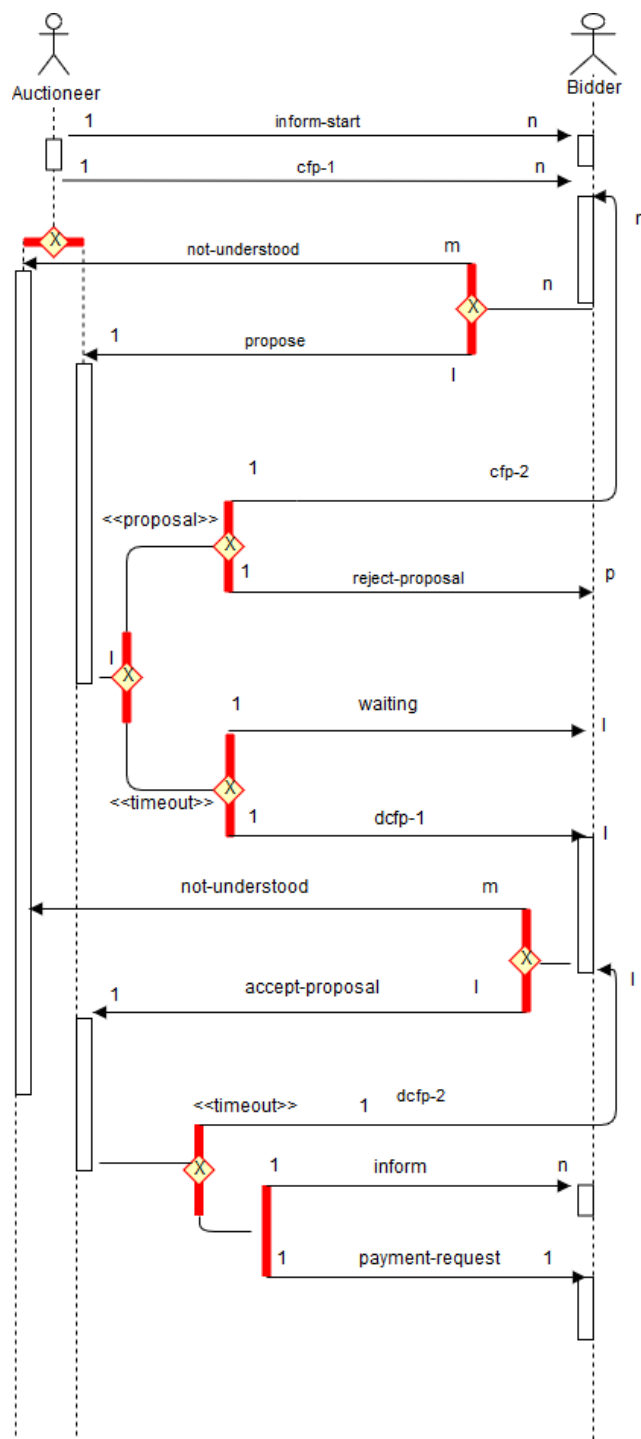 Auctioneer
Bidder
1 inform-start n
1 cfp-1 n
X
r
not-understood m
X
n
1 propose
l
1 cfp-2
<<proposal>>
X
1 reject-proposal p
l
X
1 waiting l
<<timeout>>
X
1 dcfp-1 l
not-understood m
X
1 accept-proposal l
l
<<timeout>> 1 dcfp-2
X
1 inform n
1 payment-request 1